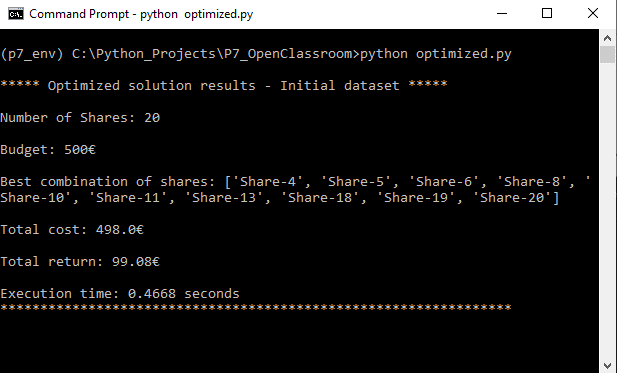 Command Prompt - python  optimized.py
(p7_env) C:\Python_Projects\P7_OpenClassroom>python optimized.py
***** Optimized solution results - Initial dataset *****
Number of Shares: 20
Budget: 500€
Best combination of shares: ['Share-4', 'Share-5', 'Share-6', 'Share-8', '
Share-10', 'Share-11', 'Share-13', 'Share-18', 'Share-19', 'Share-20']
Total cost: 498.0€
Total return: 99.08€
Execution time: 0.4668 seconds
****************************************************************